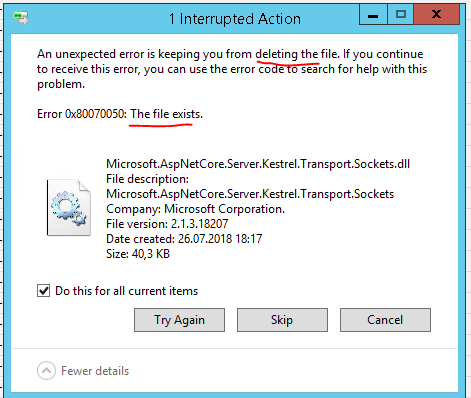 1 Interrupted Action
An unexpected error is keeping you from deleting the file. If you continue
to receive this error, you can use the error code to search for help with this
problem.
Error 0x80070050: The file exists.
Microsoft.AspNetCore.Server.Kestrel.Transport.Sockets.dll
File description:
Microsoft.AspNetCore.Server.Kestrel.Transport.Sockets
Company: Microsoft Corporation.
File version: 2.1.3.18207
Date created: 26.07.2018 18:17
Size: 40,3 KB
Do this for all current items
Try Again
Skip
Cancel
Fewer details